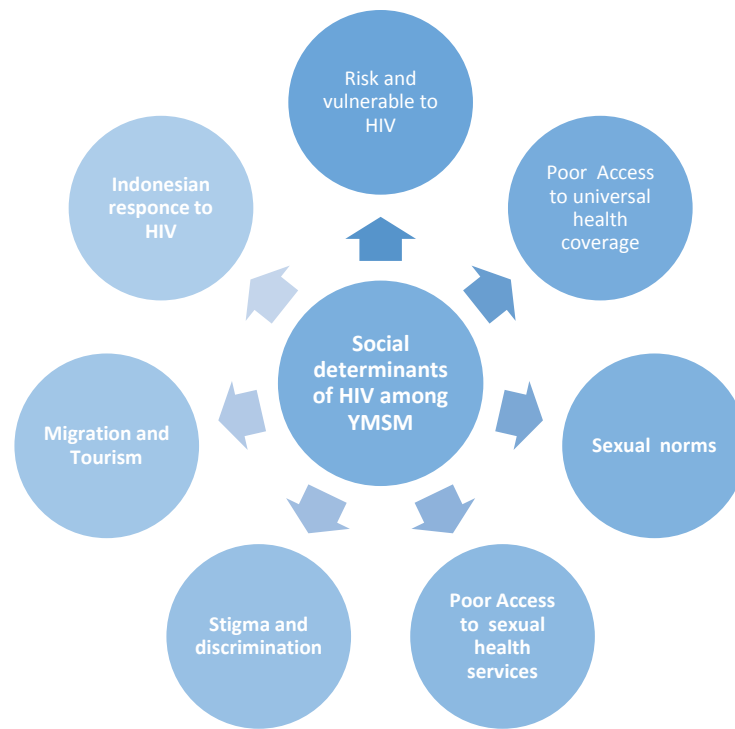 Risk and
vulnerable to
HIV
Poor Access
to universal
health
coverage
Sexual norms
Poor Access
to sexual
health
services
Stigma and
discrimination
Migration and
Tourism
Indonesian
responce to
HIV
Social
determinants
of HIV among
YMSM